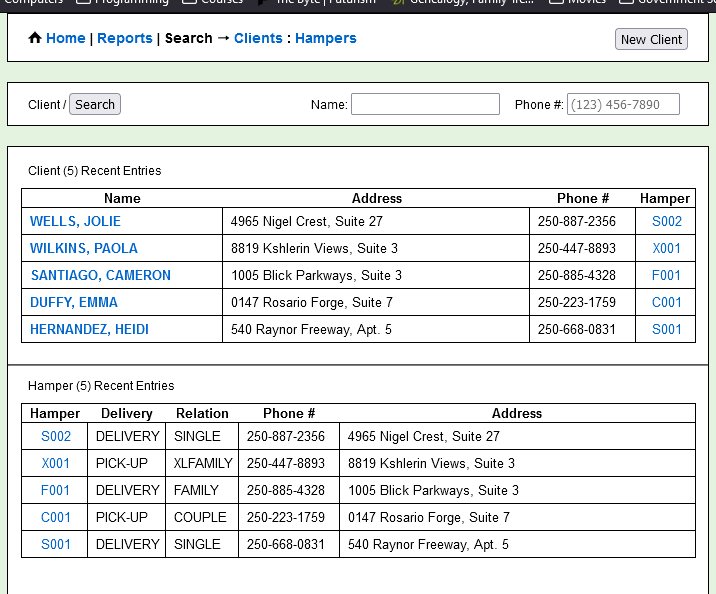 Computers Programming Courses The Byte | Futurism Genealogy, Family Tre... Movies Government S
Home | Reports | Search → Clients : Hampers New Client
Client / Search Name: Phone #: (123) 456-7890
Client (5) Recent Entries
Name Address Phone # Hamper
WELLS, JOLIE 4965 Nigel Crest, Suite 27 250-887-2356 S002
WILKINS, PAOLA 8819 Kshlerin Views, Suite 3 250-447-8893 X001
SANTIAGO, CAMERON 1005 Blick Parkways, Suite 3 250-885-4328 F001
DUFFY, EMMA 0147 Rosario Forge, Suite 7 250-223-1759 C001
HERNANDEZ, HEIDI 540 Raynor Freeway, Apt. 5 250-668-0831 S001
Hamper (5) Recent Entries
Hamper Delivery Relation Phone # Address
S002 DELIVERY SINGLE 250-887-2356 4965 Nigel Crest, Suite 27
X001 PICK-UP XLFAMILY 250-447-8893 8819 Kshlerin Views, Suite 3
F001 DELIVERY FAMILY 250-885-4328 1005 Blick Parkways, Suite 3
C001 PICK-UP COUPLE 250-223-1759 0147 Rosario Forge, Suite 7
S001 DELIVERY SINGLE 250-668-0831 540 Raynor Freeway, Apt. 5